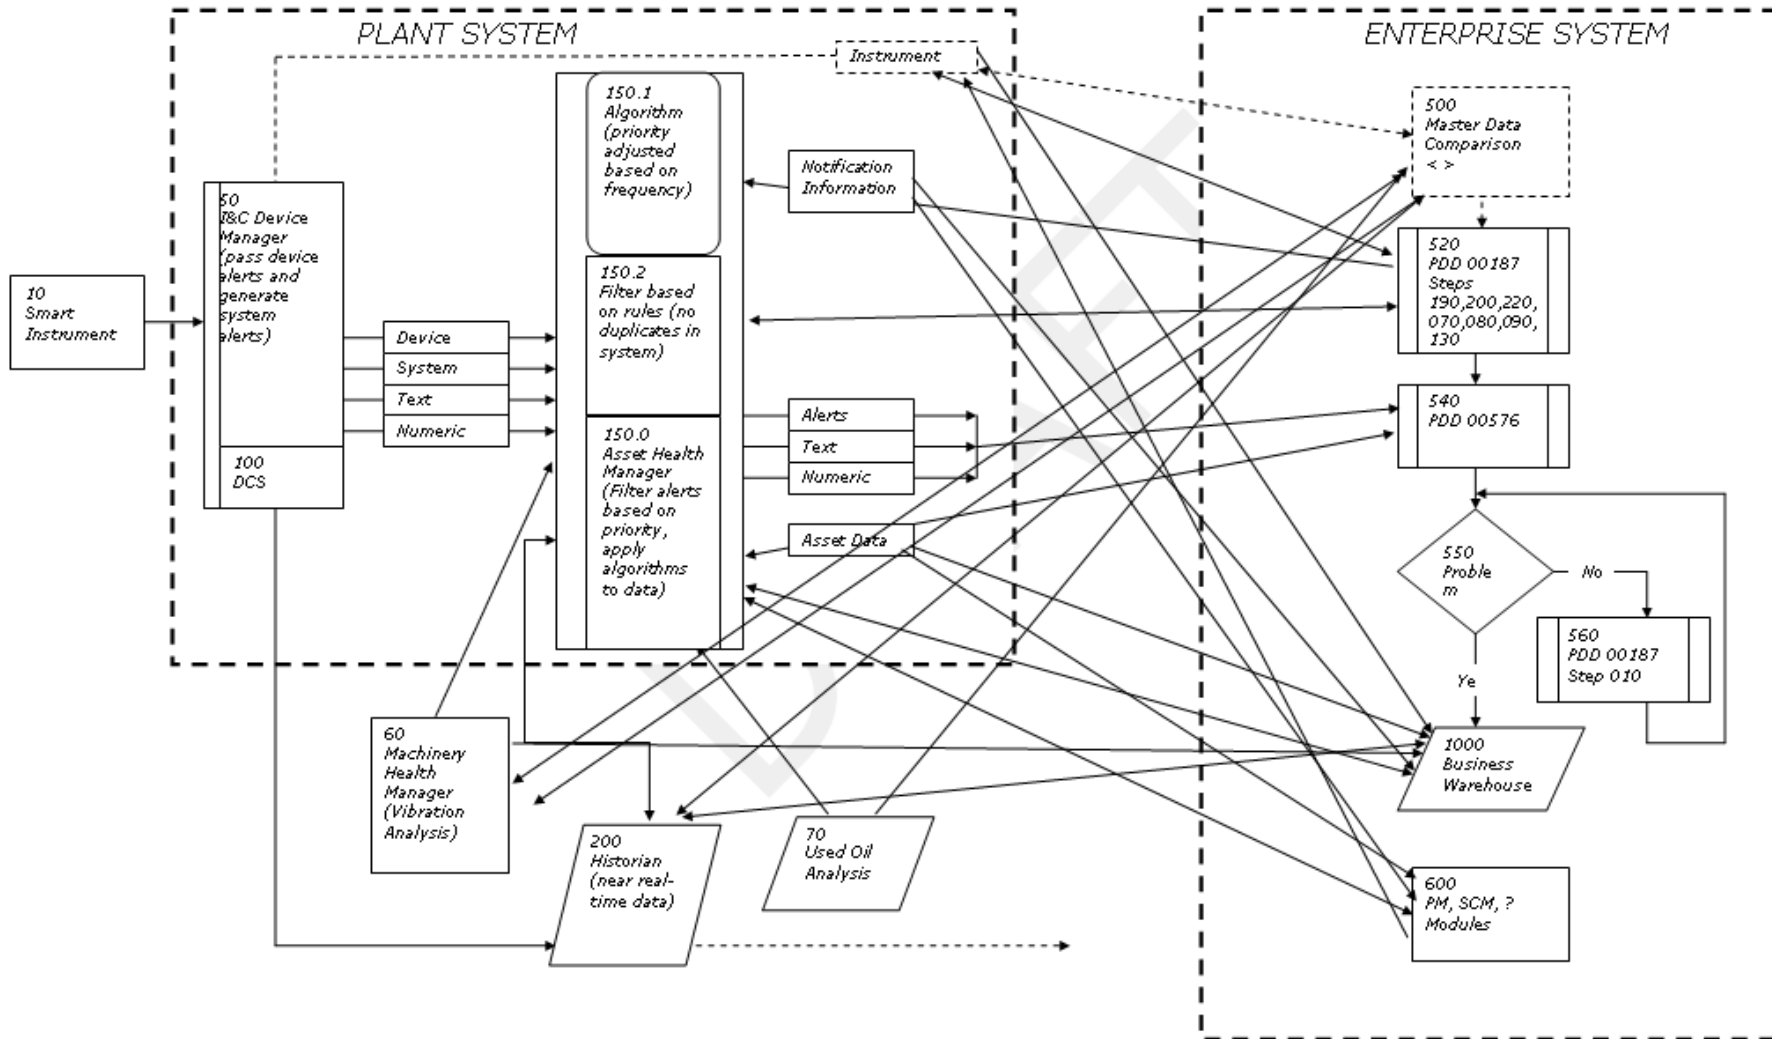 PLANT SYSTEM
ENTERPRISE SYSTEM
Instrument
150.1
Algorithm
(priority
adjusted
based on
frequency)
500
Master Data
Comparison
< >
Notification
Information
50
I&C Device
Manager
(pass device
alerts and
generate
system
alerts)
520
PDD 00187
Steps
190,200,220,
070,080,090,
130
150.2
Filter based
on rules (no
duplicates in
system)
10
Smart
Instrument
Device
System
Text
Numeric
540
PDD 00576
Alerts
Text
Numeric
150.0
Asset Health
Manager
(Filter alerts
based on
priority,
apply
algorithms
to data)
100
DCS
Asset Data
550
Proble
m
No
560
PDD 00187
Step 010
Ye
60
Machinery
Health
Manager
(Vibration
Analysis)
1000
Business
Warehouse
200
Historian
(near real-
time data)
70
Used Oil
Analysis
600
PM, SCM, ?
Modules
DRAFT